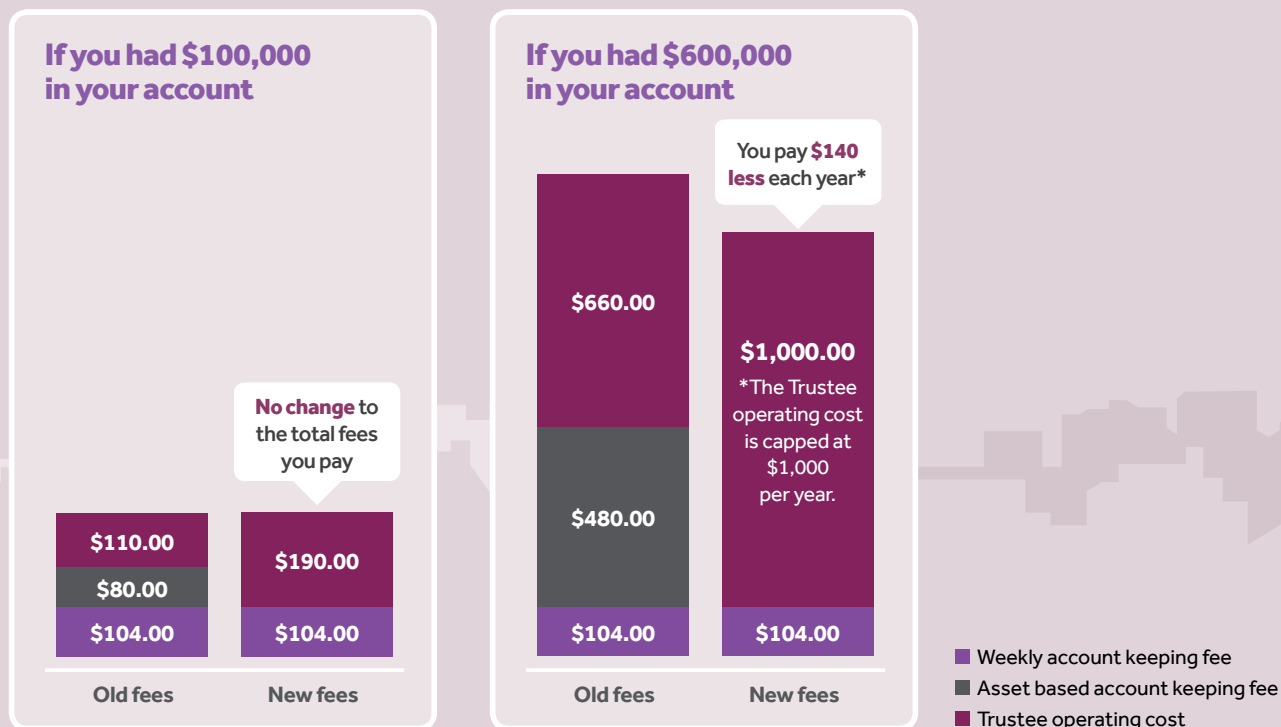 If you had $100,000
in your account
No change to
the total fees
you pay
$110.00
$80.00
$104.00
$190.00
$104.00
Old fees
New fees
If you had $600,000
in your account
You pay $140
less each year*
$660.00
$480.00
$104.00
$1,000.00
*The Trustee
operating cost
is capped at
$1,000
per year.
$104.00
Old fees
New fees
Weekly account keeping fee
Asset based account keeping fee
Trustee operating cost